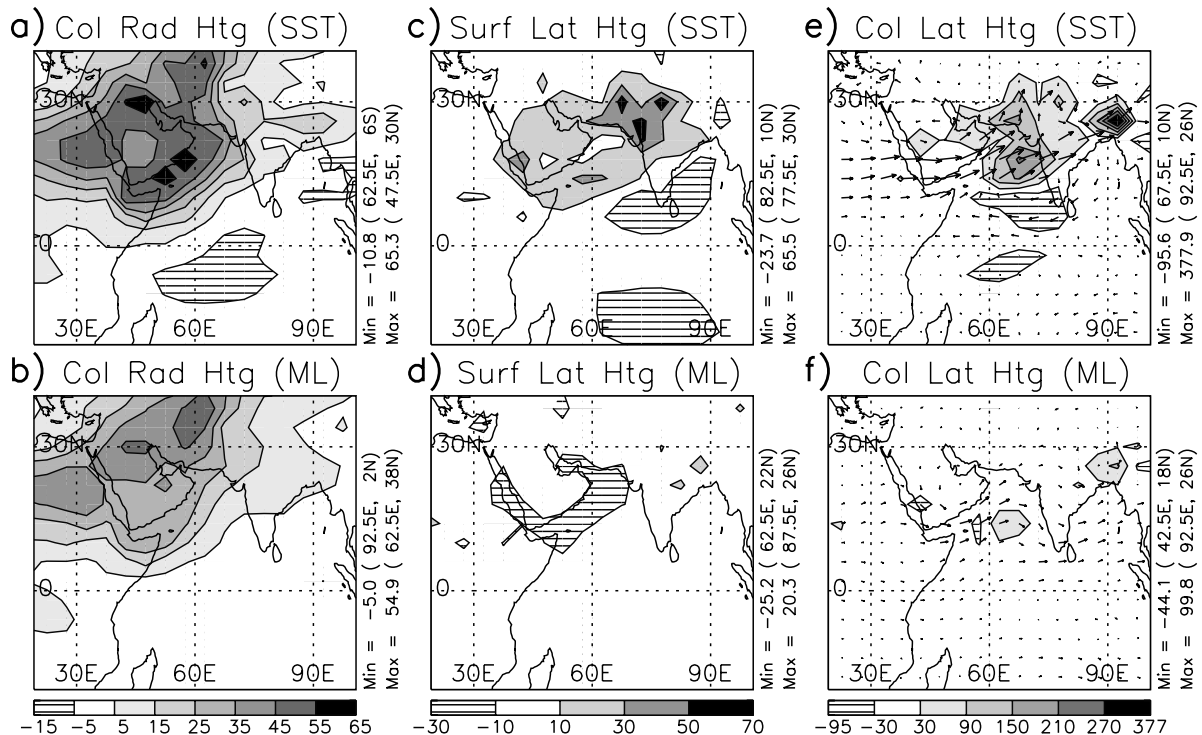 a) Col Rad Htg (SST)
30N
0
30E 60E 90E
Min = -10.8 ( 62.5E, 6S)
Max = 65.3 ( 47.5E, 30N)
c) Surf Lat Htg (SST)
30N
0
30E 60E 90E
Min = -23.7 ( 82.5E, 10N)
Max = 65.5 ( 77.5E, 30N)
e) Col Lat Htg (SST)
30N
0
30E 60E 90E
Min = -95.6 ( 67.5E, 10N)
Max = 377.9 ( 92.5E, 26N)
b) Col Rad Htg (ML)
30N
0
30E 60E 90E
Min = -5.0 ( 92.5E, 2N)
Max = 54.9 ( 62.5E, 38N)
d) Surf Lat Htg (ML)
30N
0
30E 60E 90E
Min = -25.2 ( 62.5E, 22N)
Max = 20.3 ( 87.5E, 26N)
f) Col Lat Htg (ML)
30N
0
30E 60E 90E
Min = -44.1 ( 42.5E, 18N)
Max = 99.8 ( 92.5E, 26N)
-15 -5 5 15 25 35 45 55 65
-30 -10 10 30 50 70
-95 -30 30 90 150 210 270 377